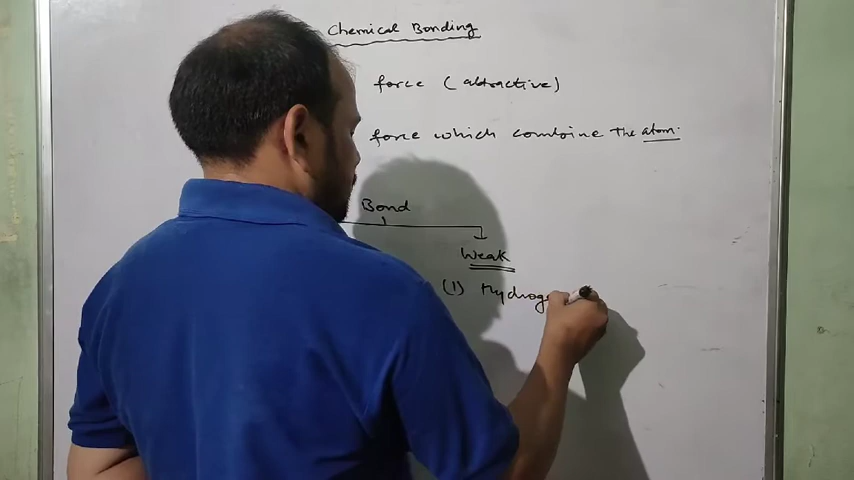 Chemical Bonding
force (attractive)
force which combine the atom.
Bond
Weak
(1) Hydrog